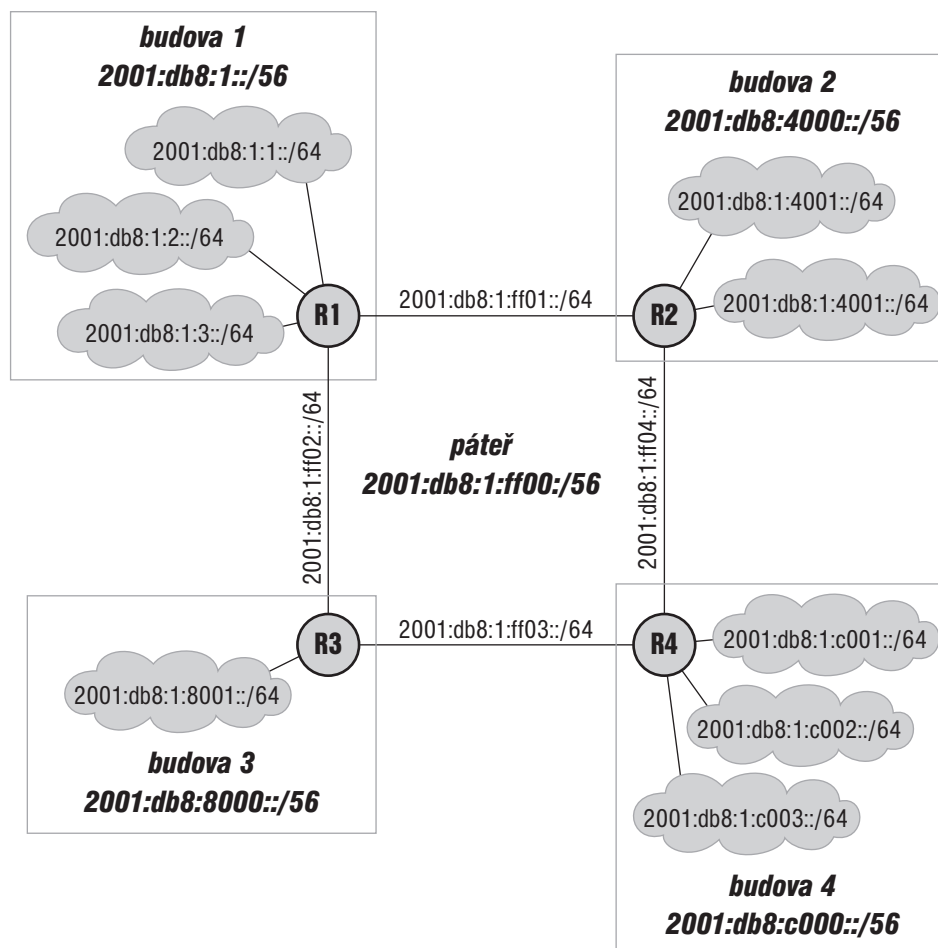 budova 1
2001:db8:1::/56
2001:db8:1:1::/64
2001:db8:1:2::/64
2001:db8:1:3::/64
R1
2001:db8:1:ff01::/64
budova 2
2001:db8:4000::/56
2001:db8:1:4001::/64
2001:db8:1:4001::/64
R2
2001:db8:1:ff02::/64
páteř
2001:db8:1:ff00:/56
2001:db8:1:ff04::/64
R3
2001:db8:1:ff03::/64
R4
2001:db8:1:8001::/64
budova 3
2001:db8:8000::/56
2001:db8:1:c001::/64
2001:db8:1:c002::/64
2001:db8:1:c003::/64
budova 4
2001:db8:c000::/56